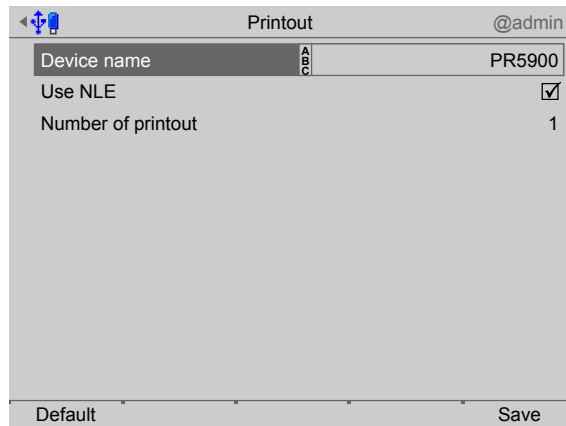 Printout @admin
Device name ABC PR5900
Use NLE
Number of printout 1
Default Save